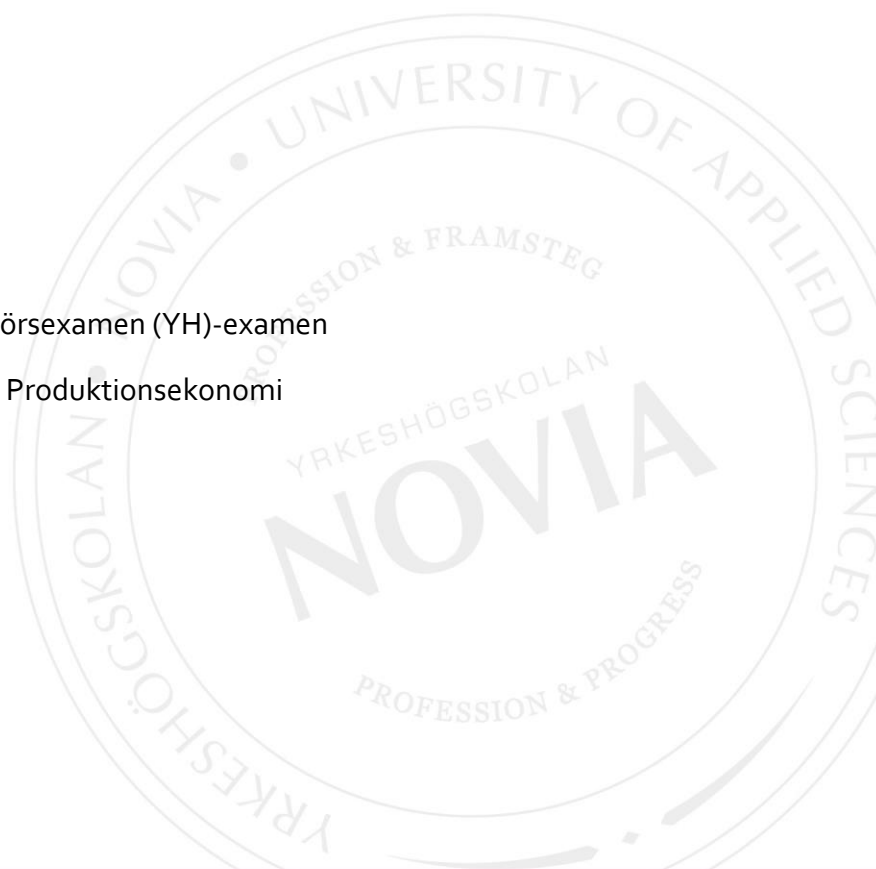 UNIVERSITY OF APPLIED SCIENCES
YRKESHÖGSKOLAN • NOVIA •
PROFESSION & FRAMSTEG
örsexamen (YH)-examen
Produktionsekonomi
YRKESHÖGSKOLAN
NOVIA
PROFESSION & PROGRESS